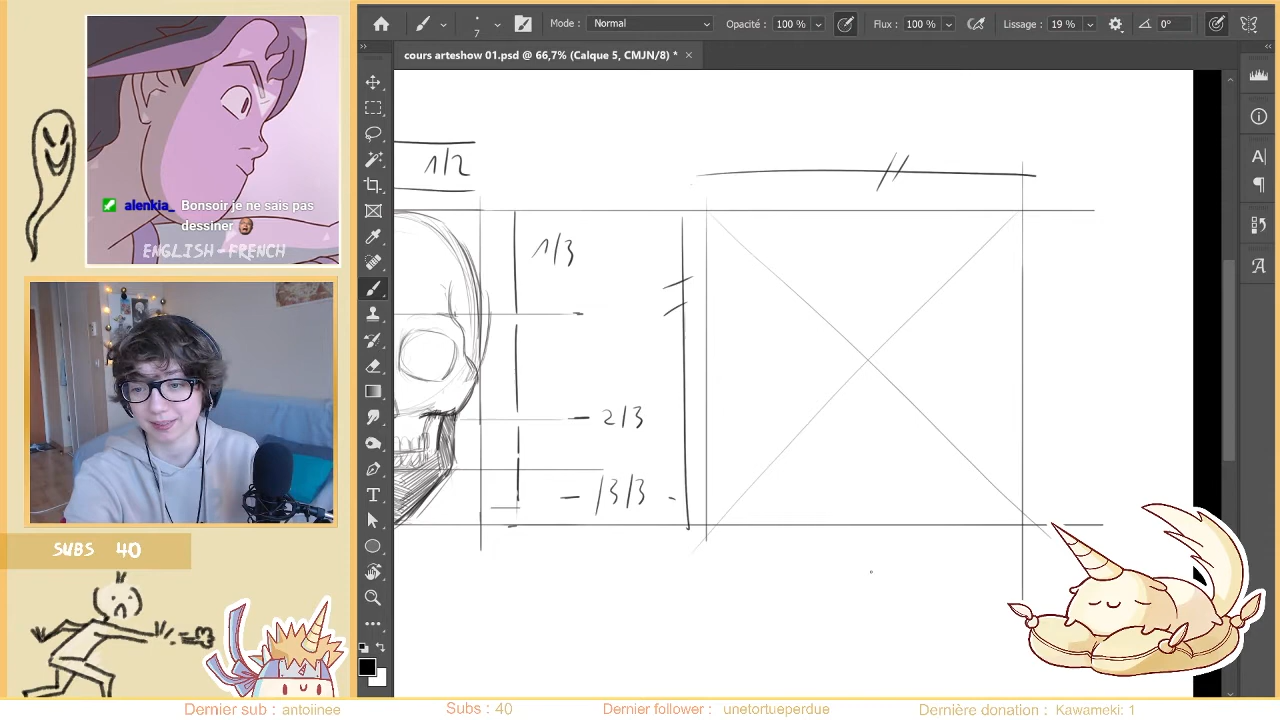 Mode : Normal
Opacité : 100 %
Flux : 100 %
Lissage : 19 %
0°
7
cours arteshow 01.psd @ 66,7% (Calque 5, CMJN/8) * ×
1/2
1/3
2/3
3/3
alenkia_ Bonsoir je ne sais pas
dessiner
ENGLISH-FRENCH
SUBS 40
Dernier sub : antoiinee
Subs : 40
Dernier follower : unetortueperdue
Dernière donation : Kawameki: 1